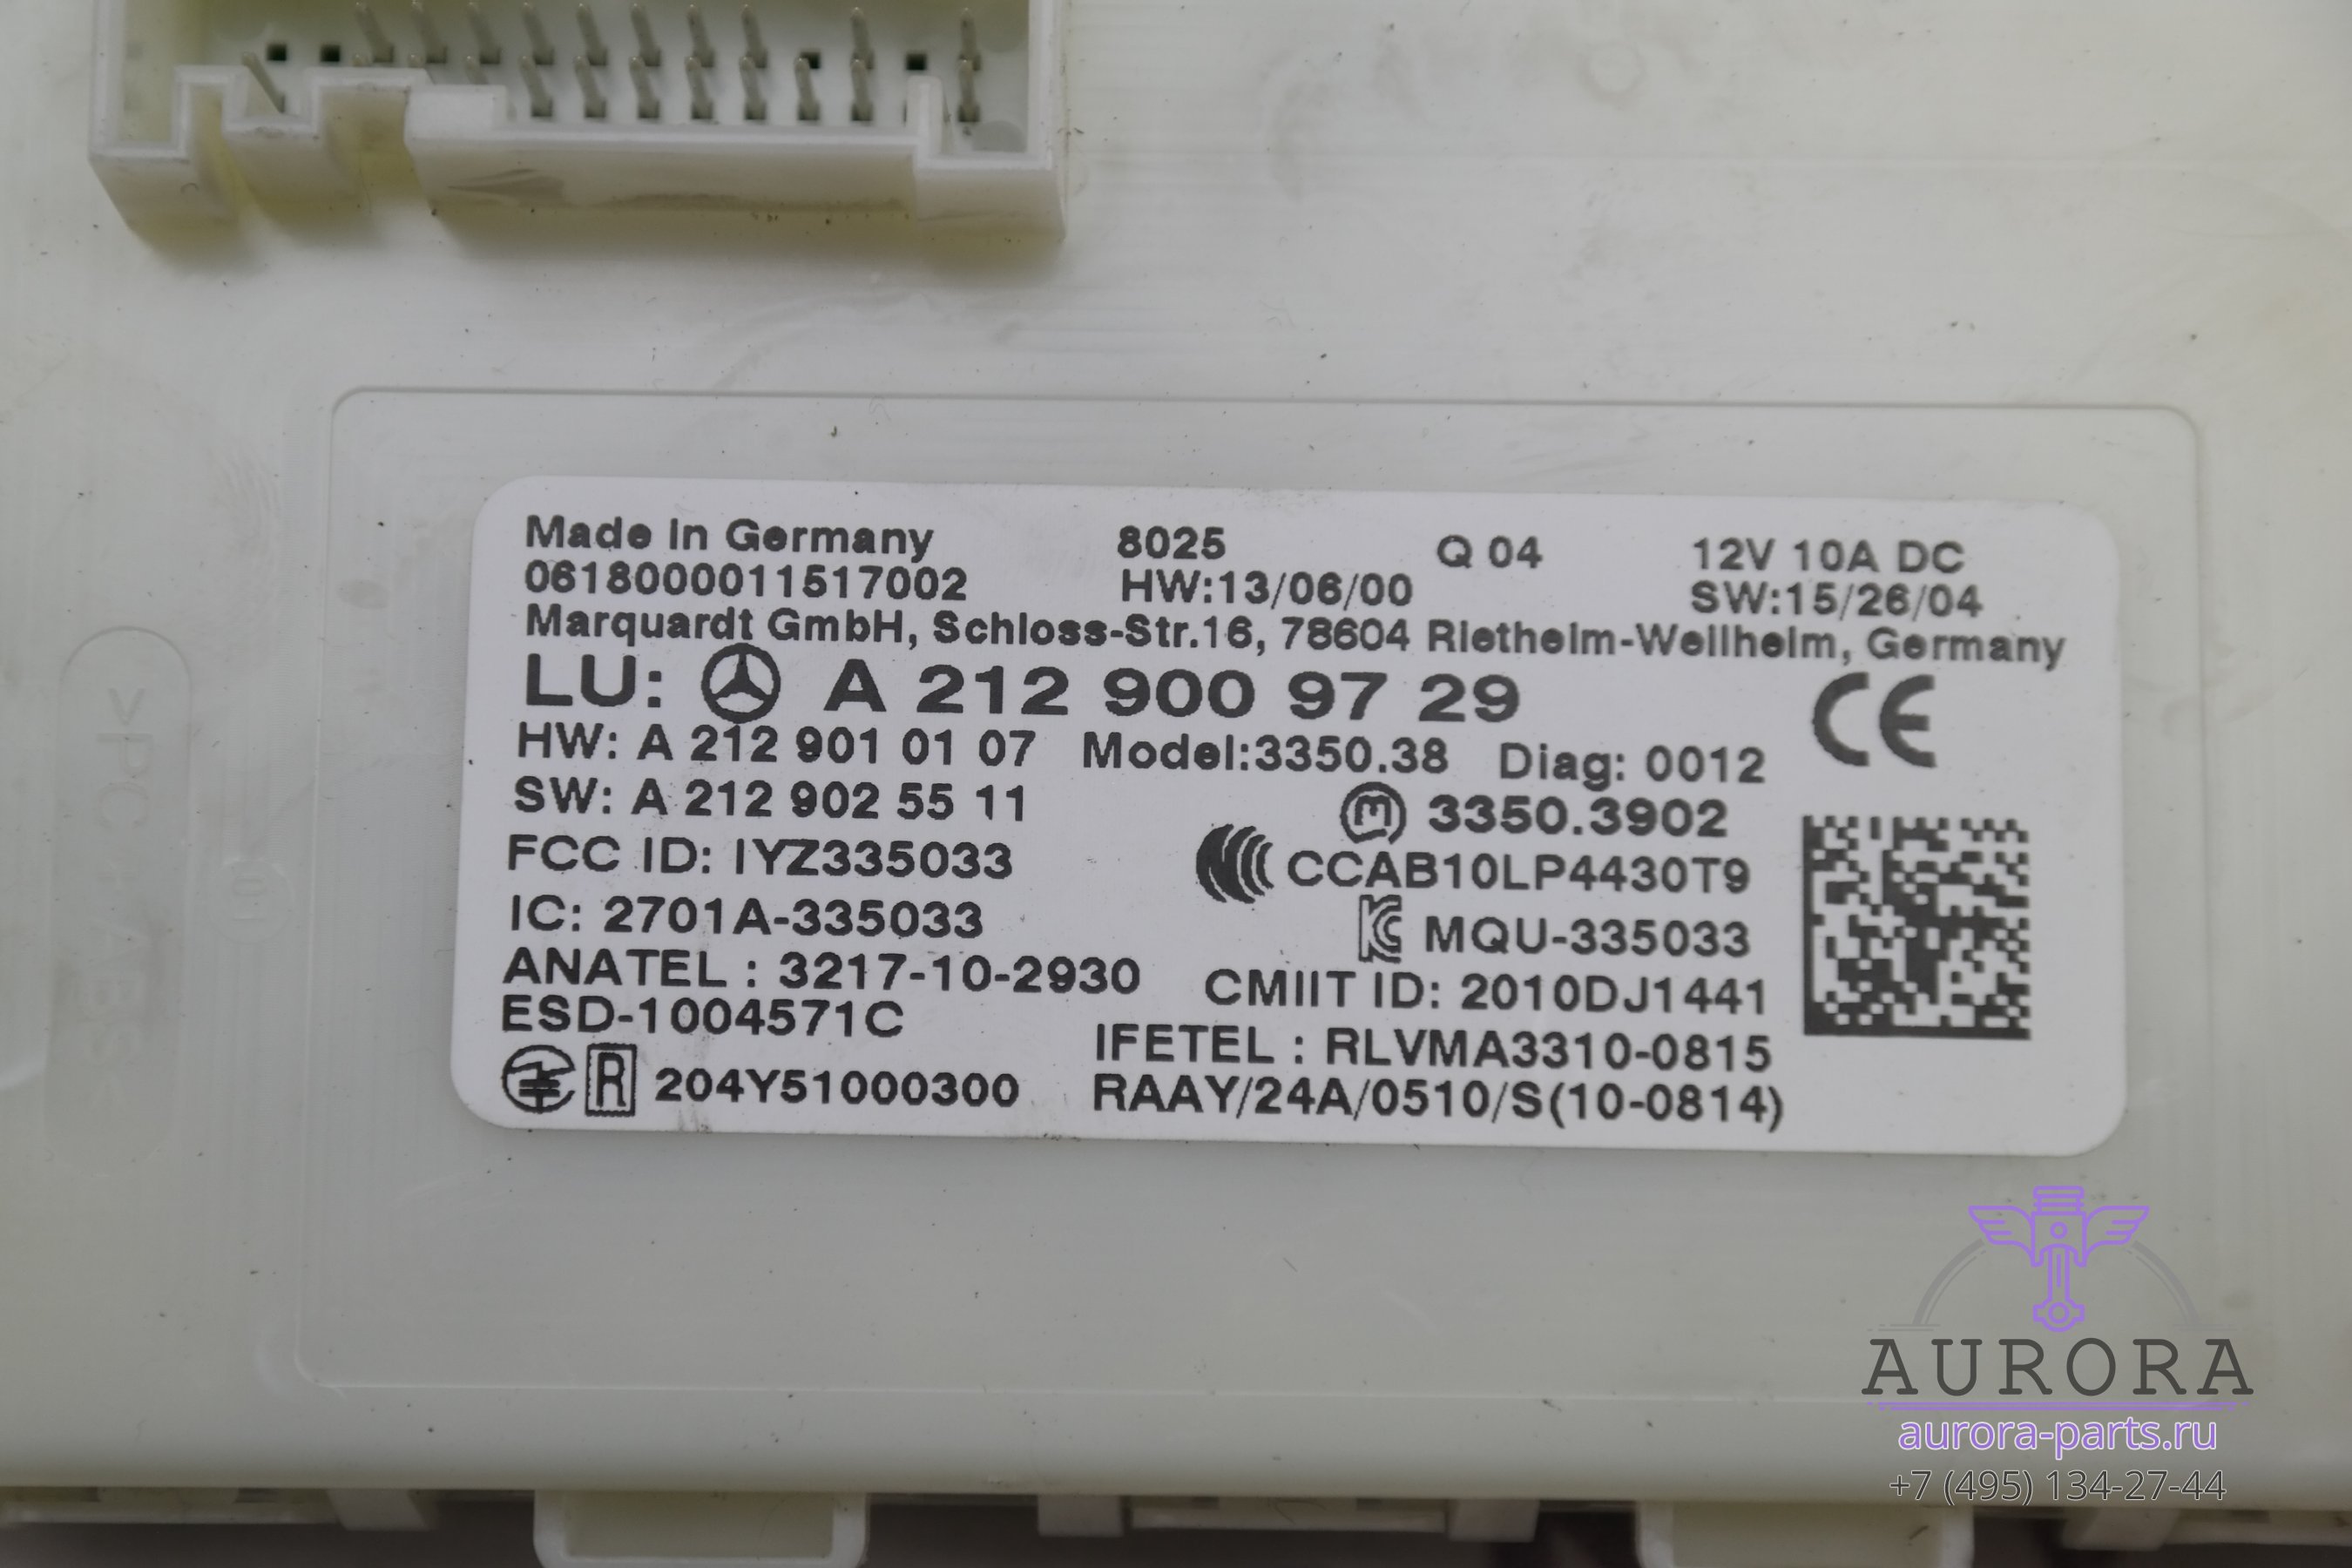 Made in Germany 8025 Q 04 12V 10A DC
0618000011517002 HW:13/06/00 SW:15/26/04
Marquardt GmbH, Schloss-Str.16, 78604 Rietheim-Weilheim, Germany
LU: A 212 900 97 29
HW: A 212 901 01 07 Model:3350.38 Diag: 0012 CE
SW: A 212 902 55 11 3350.3902
FCC ID: IYZ335033 CCAB10LP4430T9
IC: 2701A-335033 MQU-335033
ANATEL : 3217-10-2930 CMIIT ID: 2010DJ1441
ESD-1004571C IFETEL : RLVMA3310-0815
R 204Y51000300 RAAY/24A/0510/S(10-0814)
AURORA
aurora-parts.ru
+7 (495) 134-27-44